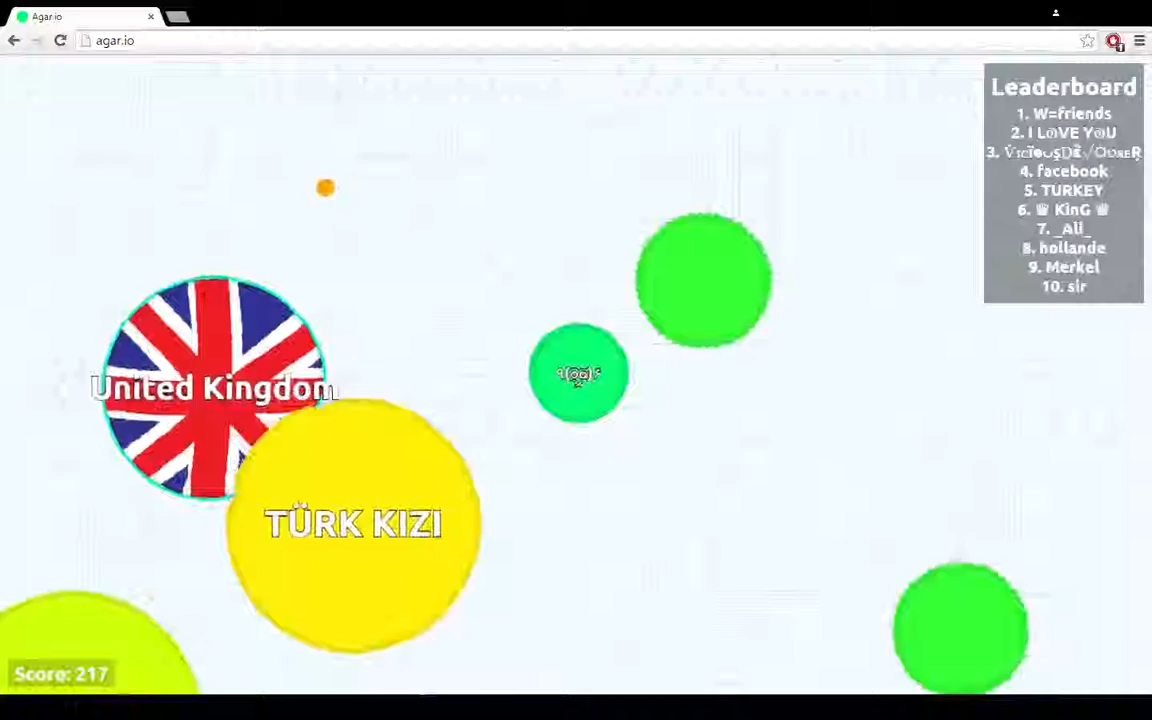 Agar.io
agar.io
Leaderboard
1. W=friends
2. I L@VE Y@U
4. facebook
5. TURKEY
6. ♛ KinG ♛
7. _Ali_
8. hollande
9. Merkel
10. sir
United Kingdom
TÜRK KIZI
Score: 217